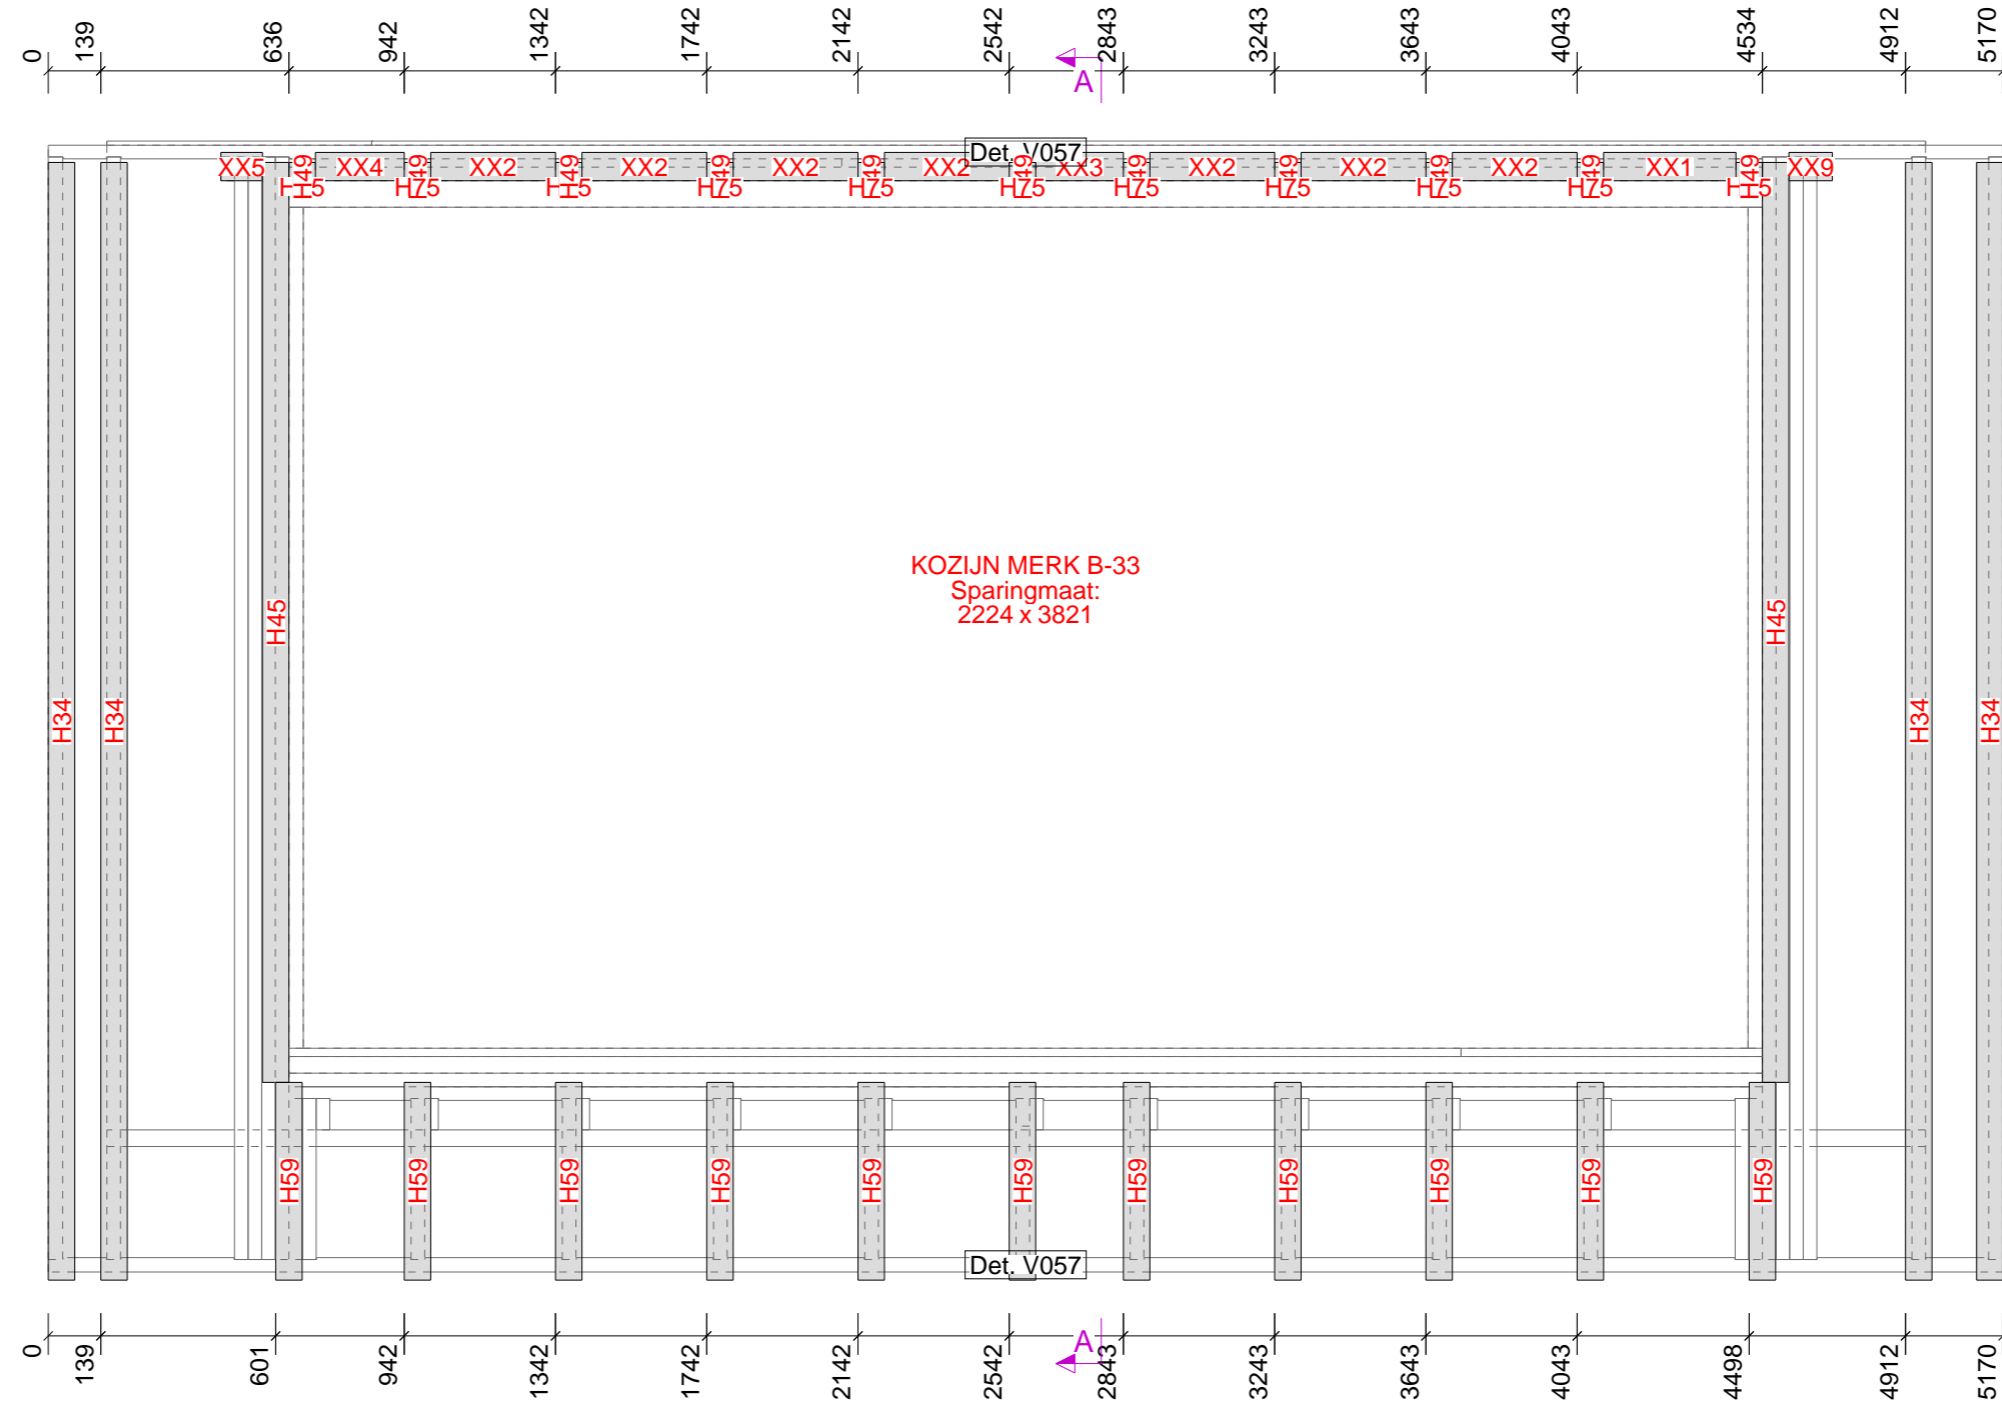 0 139 636 942 1342 1742 2142 2542 2843 3243 3643 4043 4534 4912 5170
A
Det. V057
XX5 H49 XX4 H49 XX2 H49 XX2 H49 XX2 H49 XX2 H49 XX3 H49 XX2 H49 XX2 H49 XX2 H49 XX1 H49 XX9
H75 H75 H75 H75 H75 H75 H75 H75
KOZIJN MERK B-33
Sparingmaat:
2224 x 3821
H45 H45
H34 H34 H34 H34
H59 H59 H59 H59 H59 H59 H59 H59 H59 H59 H59
Det. V057
A
0 139 601 942 1342 1742 2142 2542 2843 3243 3643 4043 4498 4912 5170